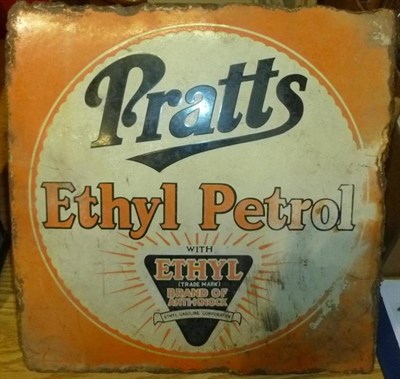 Pratts
Ethyl Petrol
WITH
ETHYL
(TRADE MARK)
BRAND OF
ANTI-KNOCK
ETHYL GASOLINE CORPORATION